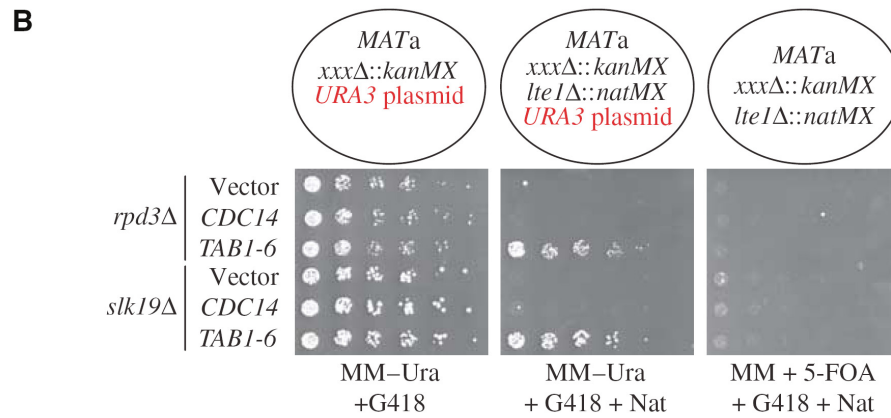 B
MATa
xxxΔ::kanMX
URA3 plasmid
MATa
xxxΔ::kanMX
lte1Δ::natMX
URA3 plasmid
MATa
xxxΔ::kanMX
lte1Δ::natMX
rpd3Δ
Vector
CDC14
TAB1-6
slk19Δ
Vector
CDC14
TAB1-6
MM–Ura
+G418
MM–Ura
+ G418 + Nat
MM + 5-FOA
+ G418 + Nat